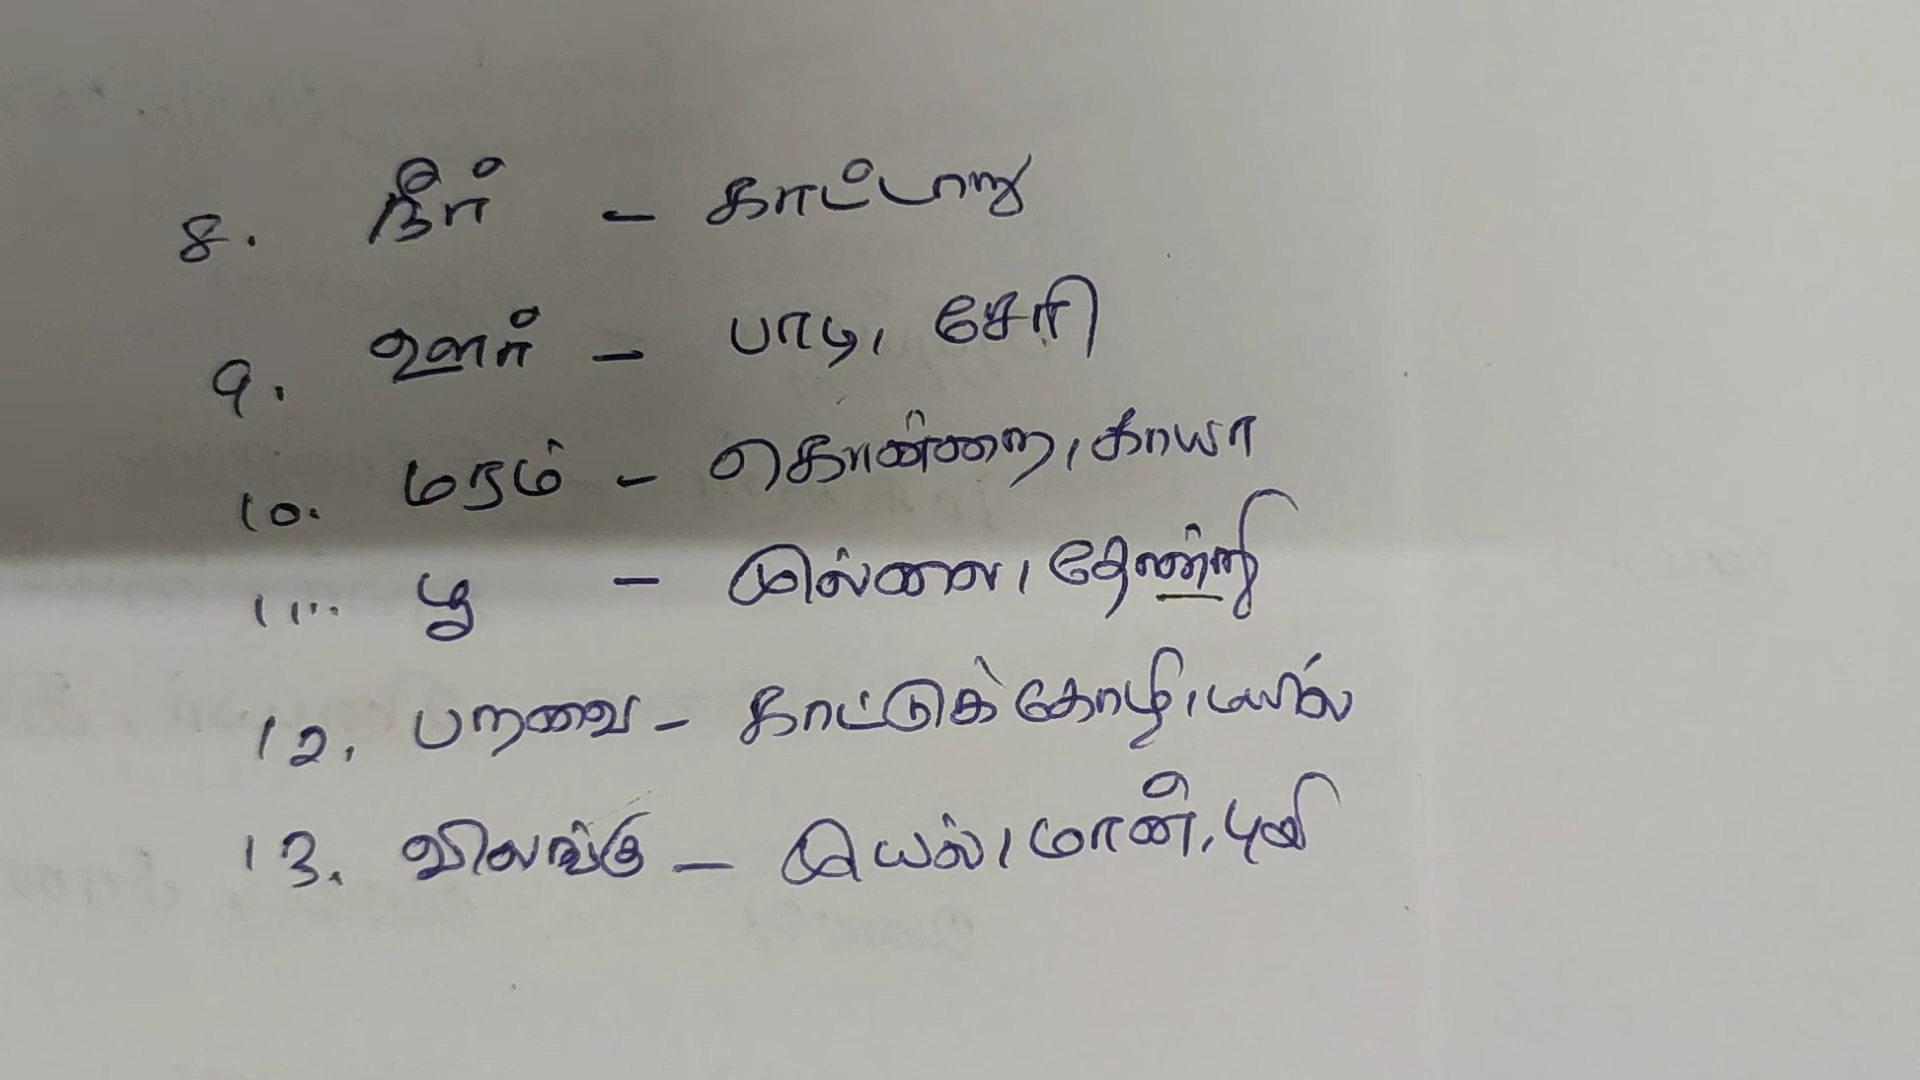 8. நீர் - காட்டாறு
9. ஊர் - பாடி, சேரி
10. மரம் - கொன்றை, காயா
11. பூ - முல்லை, தேன்றி
12. பறவை - காட்டுக் கோழி, மயில்
13. விலங்கு - முயல், மான், புலி